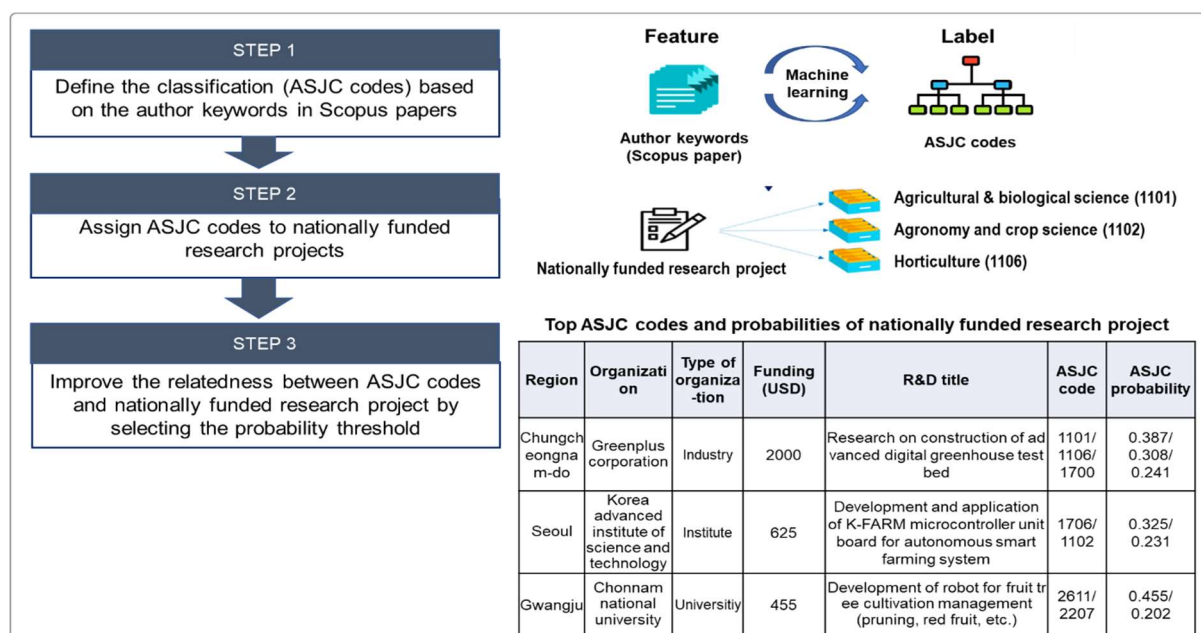 STEP 1
Define the classification (ASJC codes) based
on the author keywords in Scopus papers
STEP 2
Assign ASJC codes to nationally funded
research projects
STEP 3
Improve the relatedness between ASJC codes
and nationally funded research project by
selecting the probability threshold
Feature
Label
Machine
learning
Author keywords
(Scopus paper)
ASJC codes
Nationally funded research project
Agricultural & biological science (1101)
Agronomy and crop science (1102)
Horticulture (1106)
Top ASJC codes and probabilities of nationally funded research project
Region
Organizati
on
Type of
organiza
-tion
Funding
(USD)
R&D title
ASJC
code
ASJC
probability
Chungch
eongna
m-do
Greenplus
corporation
Industry
2000
Research on construction of ad
vanced digital greenhouse test
bed
1101/
1106/
1700
0.387/
0.308/
0.241
Seoul
Korea
advanced
institute of
science and
technology
Institute
625
Development and application
of K-FARM microcontroller unit
board for autonomous smart
farming system
1706/
1102
0.325/
0.231
Gwangju
Chonnam
national
university
Universitiy
455
Development of robot for fruit tr
ee cultivation management
(pruning, red fruit, etc.)
2611/
2207
0.455/
0.202